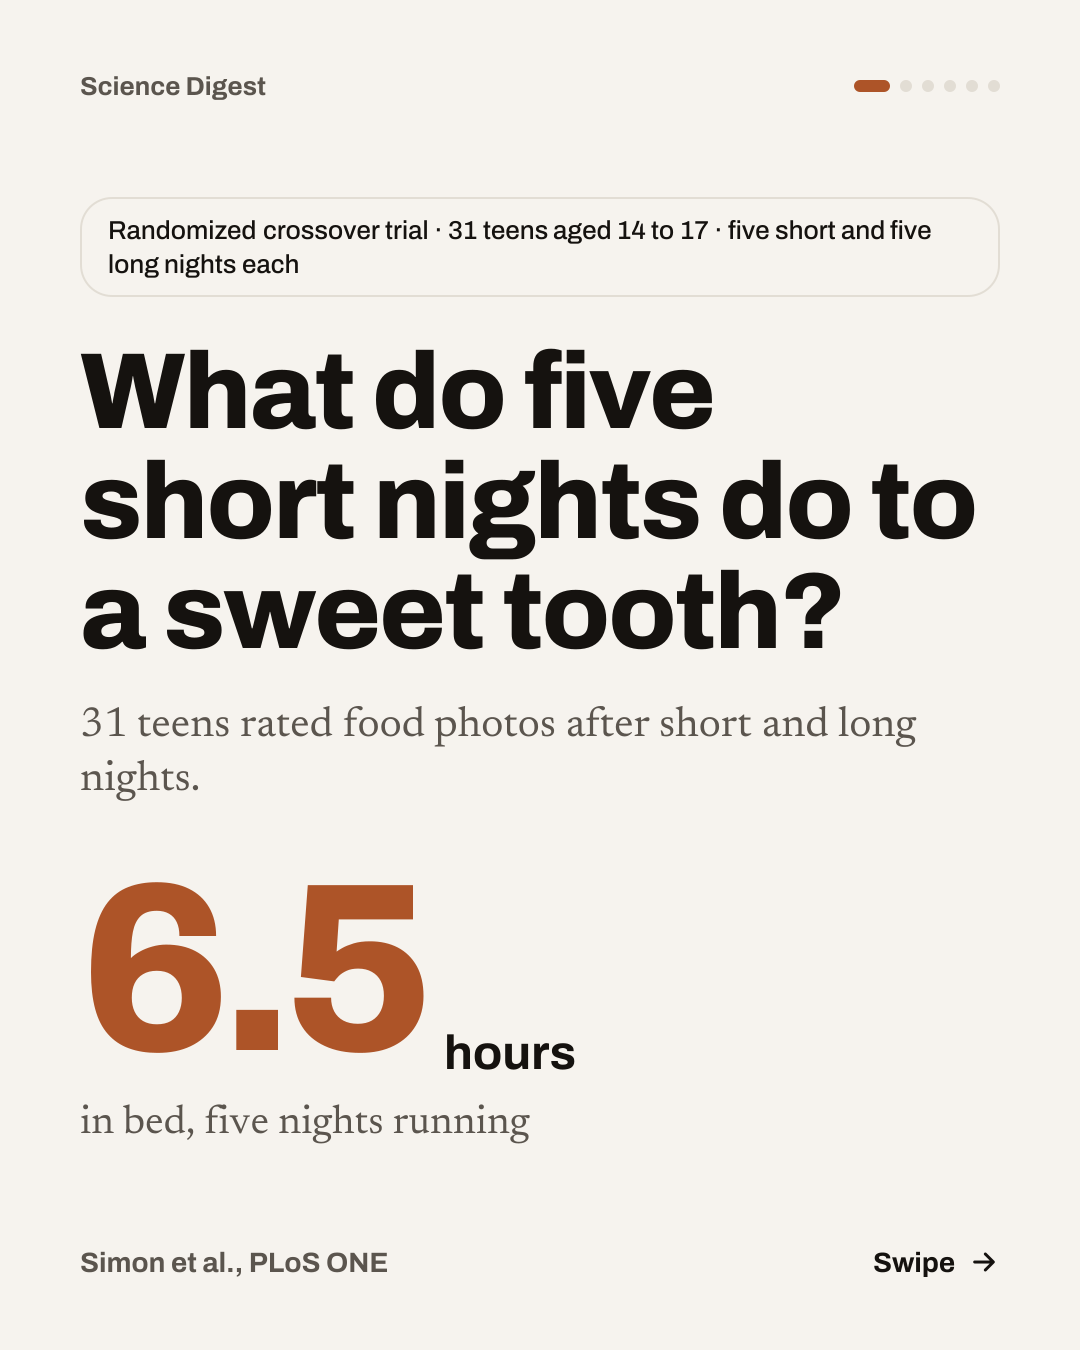 Science Digest
Randomized crossover trial · 31 teens aged 14 to 17 · five short and five
long nights each
What do five
short nights do to
a sweet tooth?
31 teens rated food photos after short and long
nights.
6.5 hours
in bed, five nights running
Simon et al., PLoS ONE
Swipe →